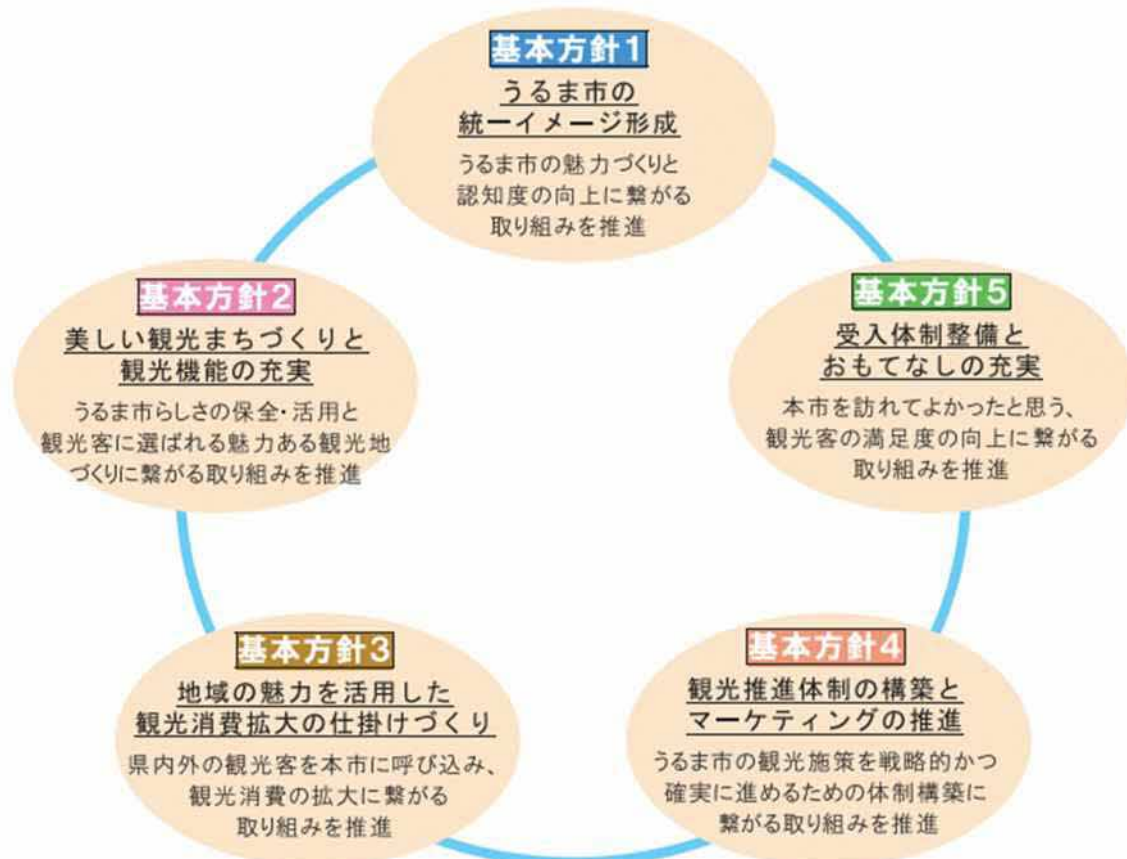 基本方針1
うるま市の
統一イメージ形成
うるま市の魅力づくりと
認知度の向上に繋がる
取り組みを推進
基本方針2
美しい観光まちづくりと
観光機能の充実
うるま市らしさの保全・活用と
観光客に選ばれる魅力ある観光地
づくりに繋がる取り組みを推進
基本方針3
地域の魅力を活用した
観光消費拡大の仕掛けづくり
県内外の観光客を本市に呼び込み、
観光消費の拡大に繋がる
取り組みを推進
基本方針4
観光推進体制の構築と
マーケティングの推進
うるま市の観光施策を戦略的かつ
確実に進めるための体制構築に
繋がる取り組みを推進
基本方針5
受入体制整備と
おもてなしの充実
本市を訪れてよかったと思う、
観光客の満足度の向上に繋がる
取り組みを推進